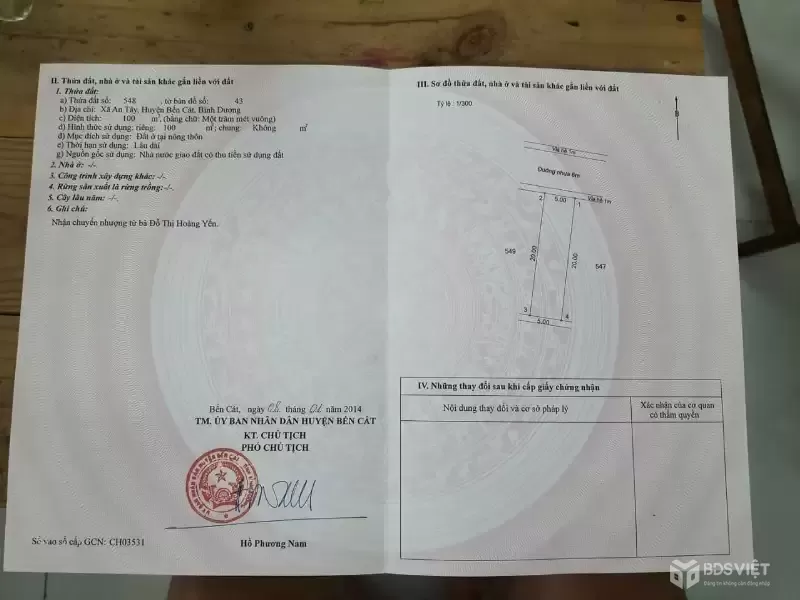 II. Thửa đất, nhà ở và tài sản khác gắn liền với đất
1. Thửa đất:
a) Thửa đất số: 548 , tờ bản đồ số: 43
b) Địa chỉ: Xã An Tây, Huyện Bến Cát, Bình Dương
c) Diện tích: 100 m², (bằng chữ: Một trăm mét vuông)
d) Hình thức sử dụng: riêng: 100 m²; chung: Không m²
đ) Mục đích sử dụng: Đất ở tại nông thôn
e) Thời hạn sử dụng: Lâu dài
g) Nguồn gốc sử dụng: Nhà nước giao đất có thu tiền sử dụng đất
2. Nhà ở: -/-
3. Công trình xây dựng khác: -/-
4. Rừng sản xuất là rừng trồng:-/-
5. Cây lâu năm: -/-
6. Ghi chú:
Nhận chuyển nhượng từ bà Đỗ Thị Hoàng Yến.
Bến Cát, ngày 08 tháng 01 năm 2014
TM. ỦY BAN NHÂN DÂN HUYỆN BẾN CÁT
KT. CHỦ TỊCH
PHÓ CHỦ TỊCH
Hồ Phương Nam
Số vào sổ cấp GCN: CH03531
III. Sơ đồ thửa đất, nhà ở và tài sản khác gắn liền với đất
Tỷ lệ : 1/300
B
Vỉa hè 1m
Đường nhựa 6m
Vỉa hè 1m
2 5.00 1
549 20.00 20.00 547
3 5.00 4
IV. Những thay đổi sau khi cấp giấy chứng nhận
Nội dung thay đổi và cơ sở pháp lý
Xác nhận của cơ quan
có thẩm quyền
BDSVIỆT